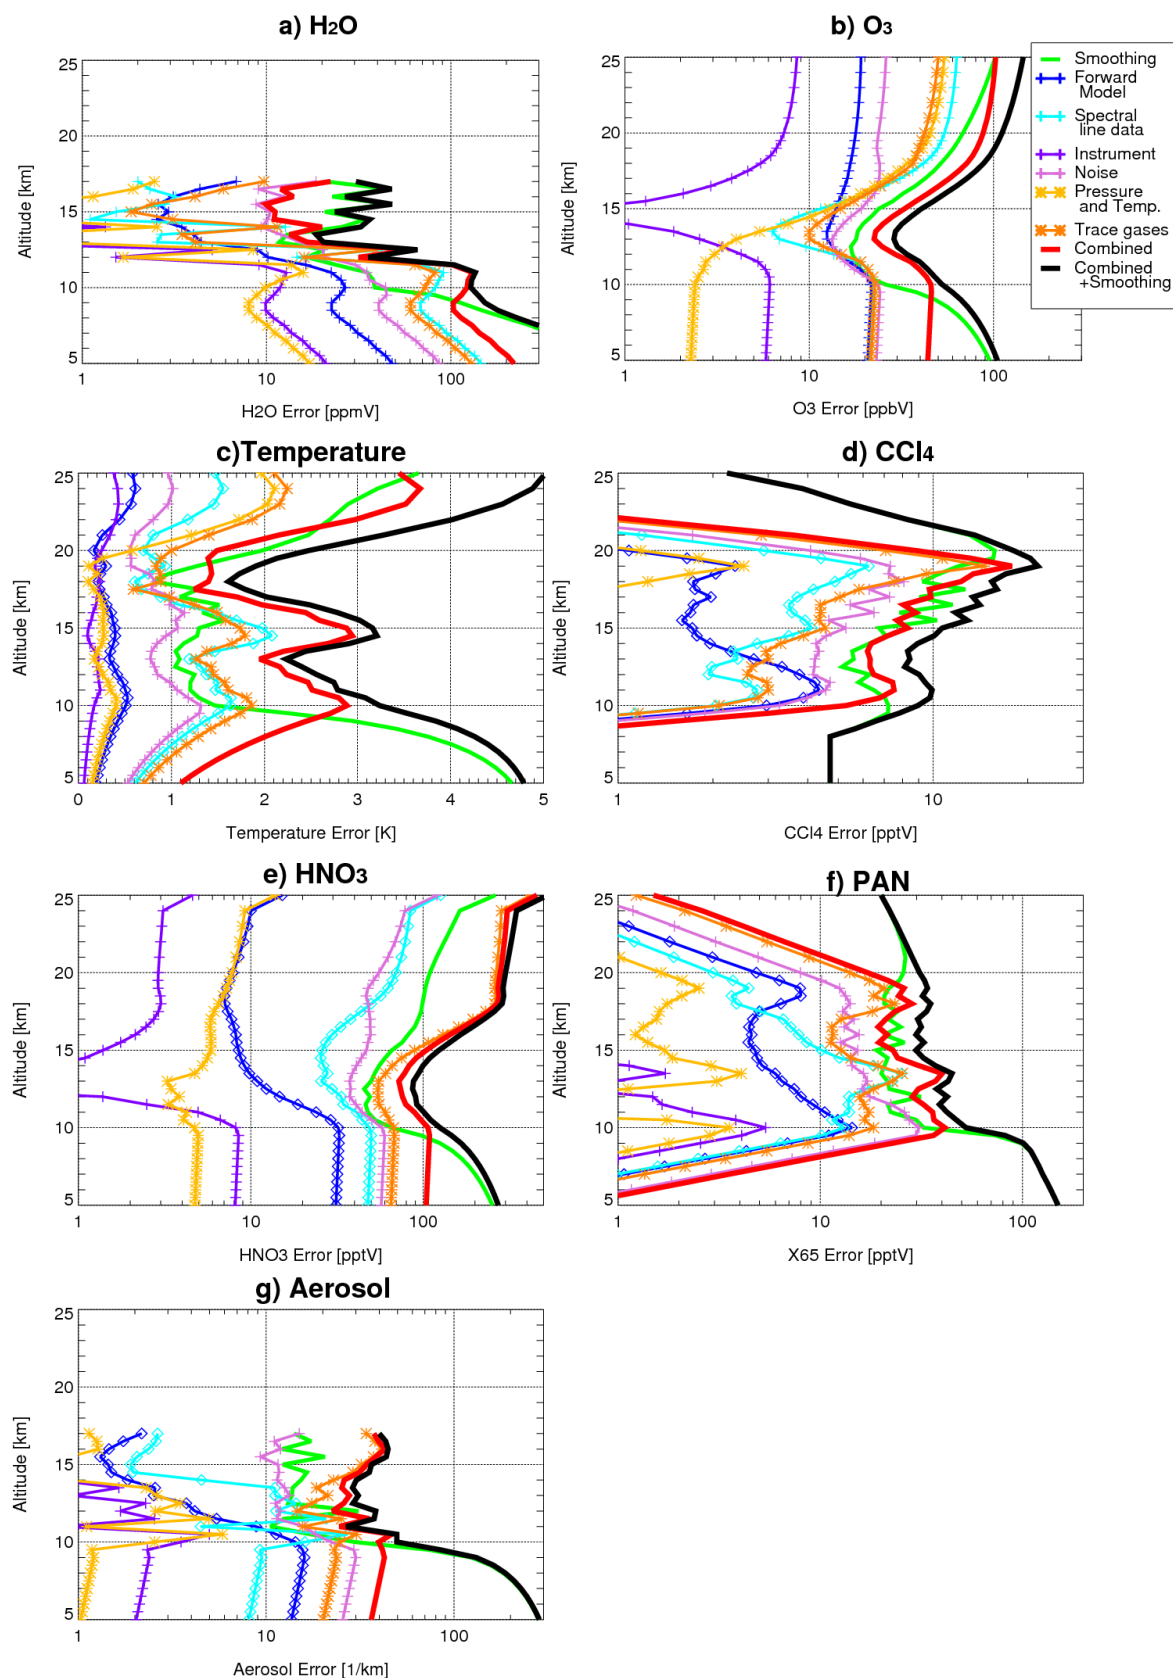 a) H2O
25
20
15
10
5
Altitude [km]
1
10
100
H2O Error [ppmV]
b) O3
25
20
15
10
5
Altitude [km]
1
10
100
O3 Error [ppbV]
Smoothing
Forward
Model
Spectral
line data
Instrument
Noise
Pressure
and Temp.
Trace gases
Combined
Combined
+Smoothing
c)Temperature
25
20
15
10
5
Altitude [km]
0
1
2
3
4
5
Temperature Error [K]
d) CCl4
25
20
15
10
5
Altitude [km]
1
10
CCl4 Error [pptV]
e) HNO3
25
20
15
10
5
Altitude [km]
1
10
100
HNO3 Error [pptV]
f) PAN
25
20
15
10
5
Altitude [km]
1
10
100
X65 Error [pptV]
g) Aerosol
25
20
15
10
5
Altitude [km]
1
10
100
Aerosol Error [1/km]